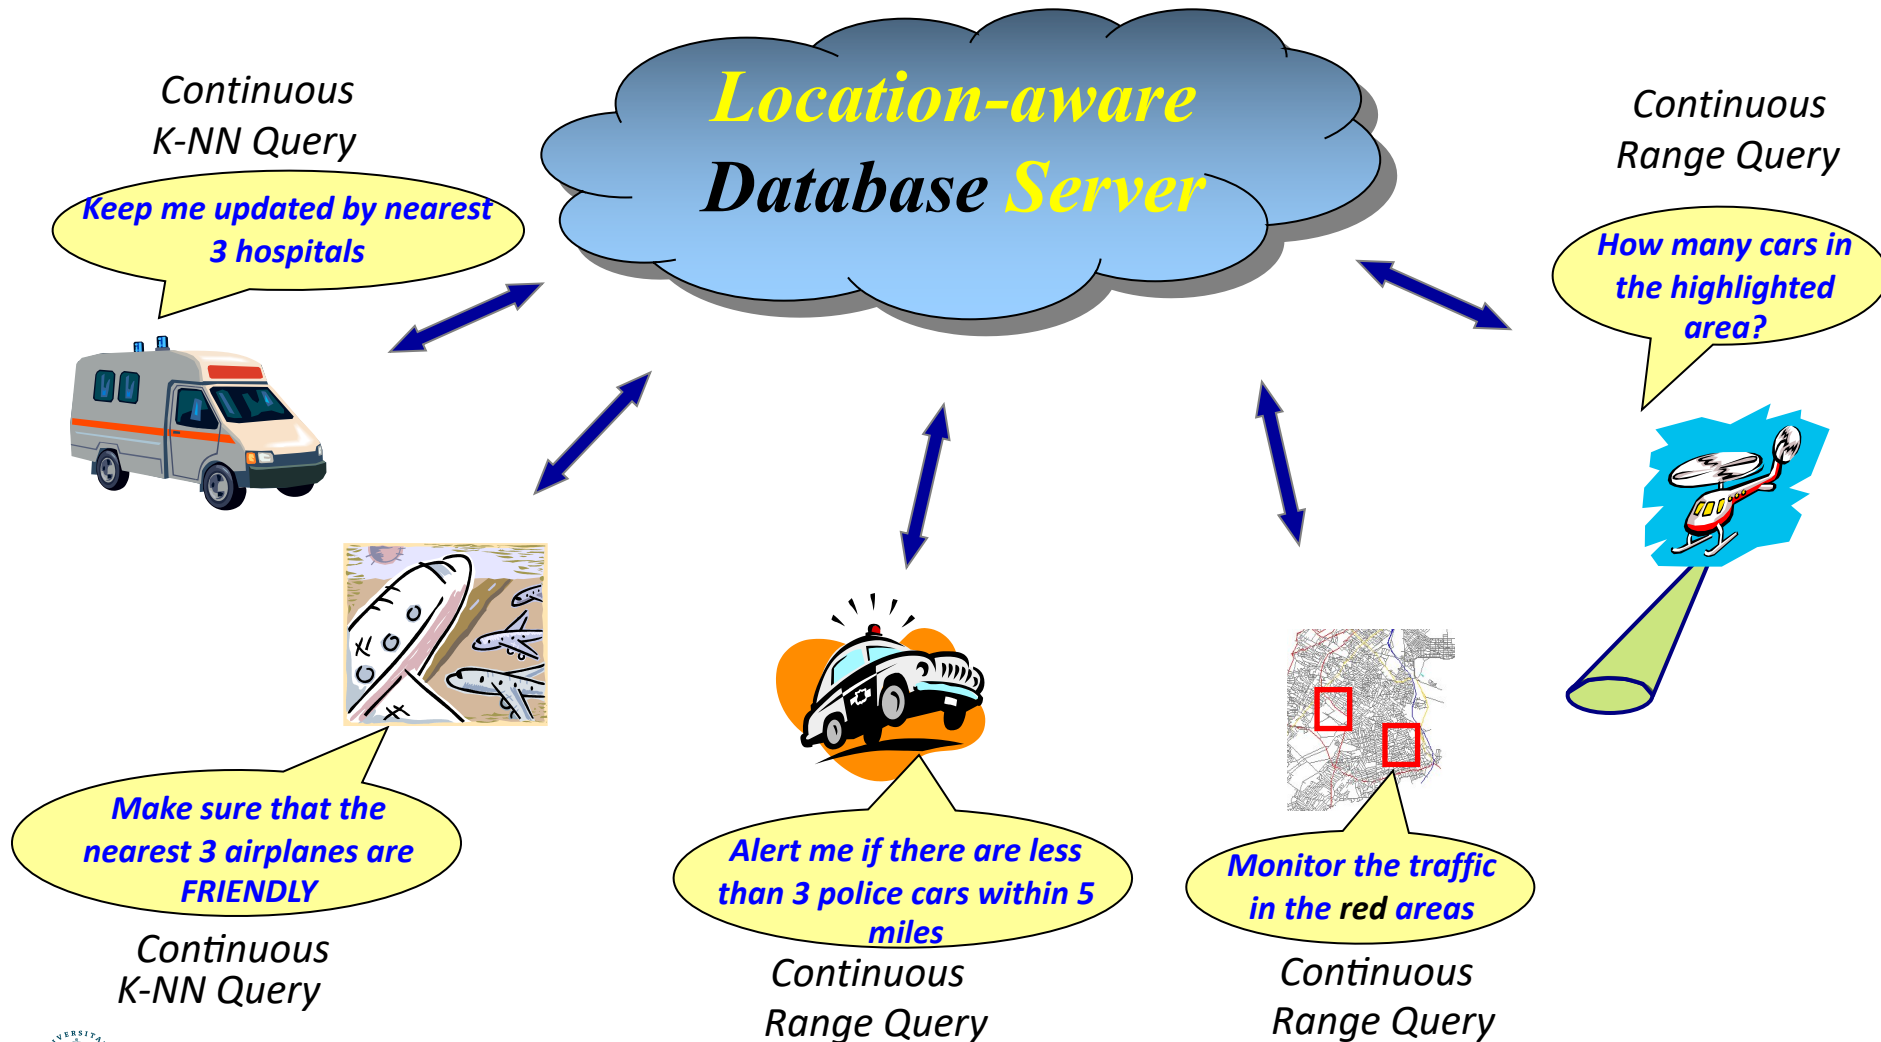 Location-aware
Database Server
Continuous
K-NN Query
Keep me updated by nearest
3 hospitals
Continuous
Range Query
How many cars in
the highlighted
area?
Make sure that the
nearest 3 airplanes are
FRIENDLY
Continuous
K-NN Query
Alert me if there are less
than 3 police cars within 5
miles
Continuous
Range Query
Monitor the traffic
in the red areas
Continuous
Range Query